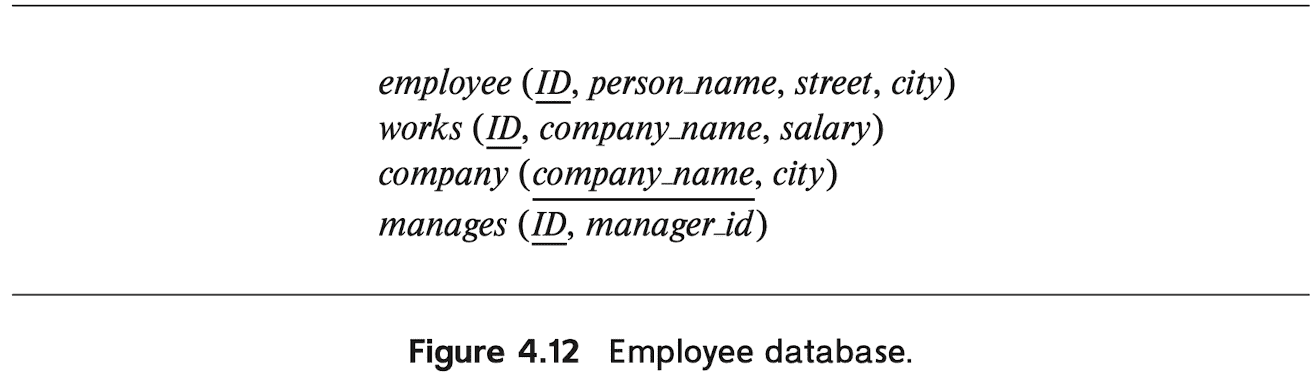 employee (ID, person_name, street, city)
works (ID, company_name, salary)
company (company_name, city)
manages (ID, manager_id)
Figure 4.12 Employee database.